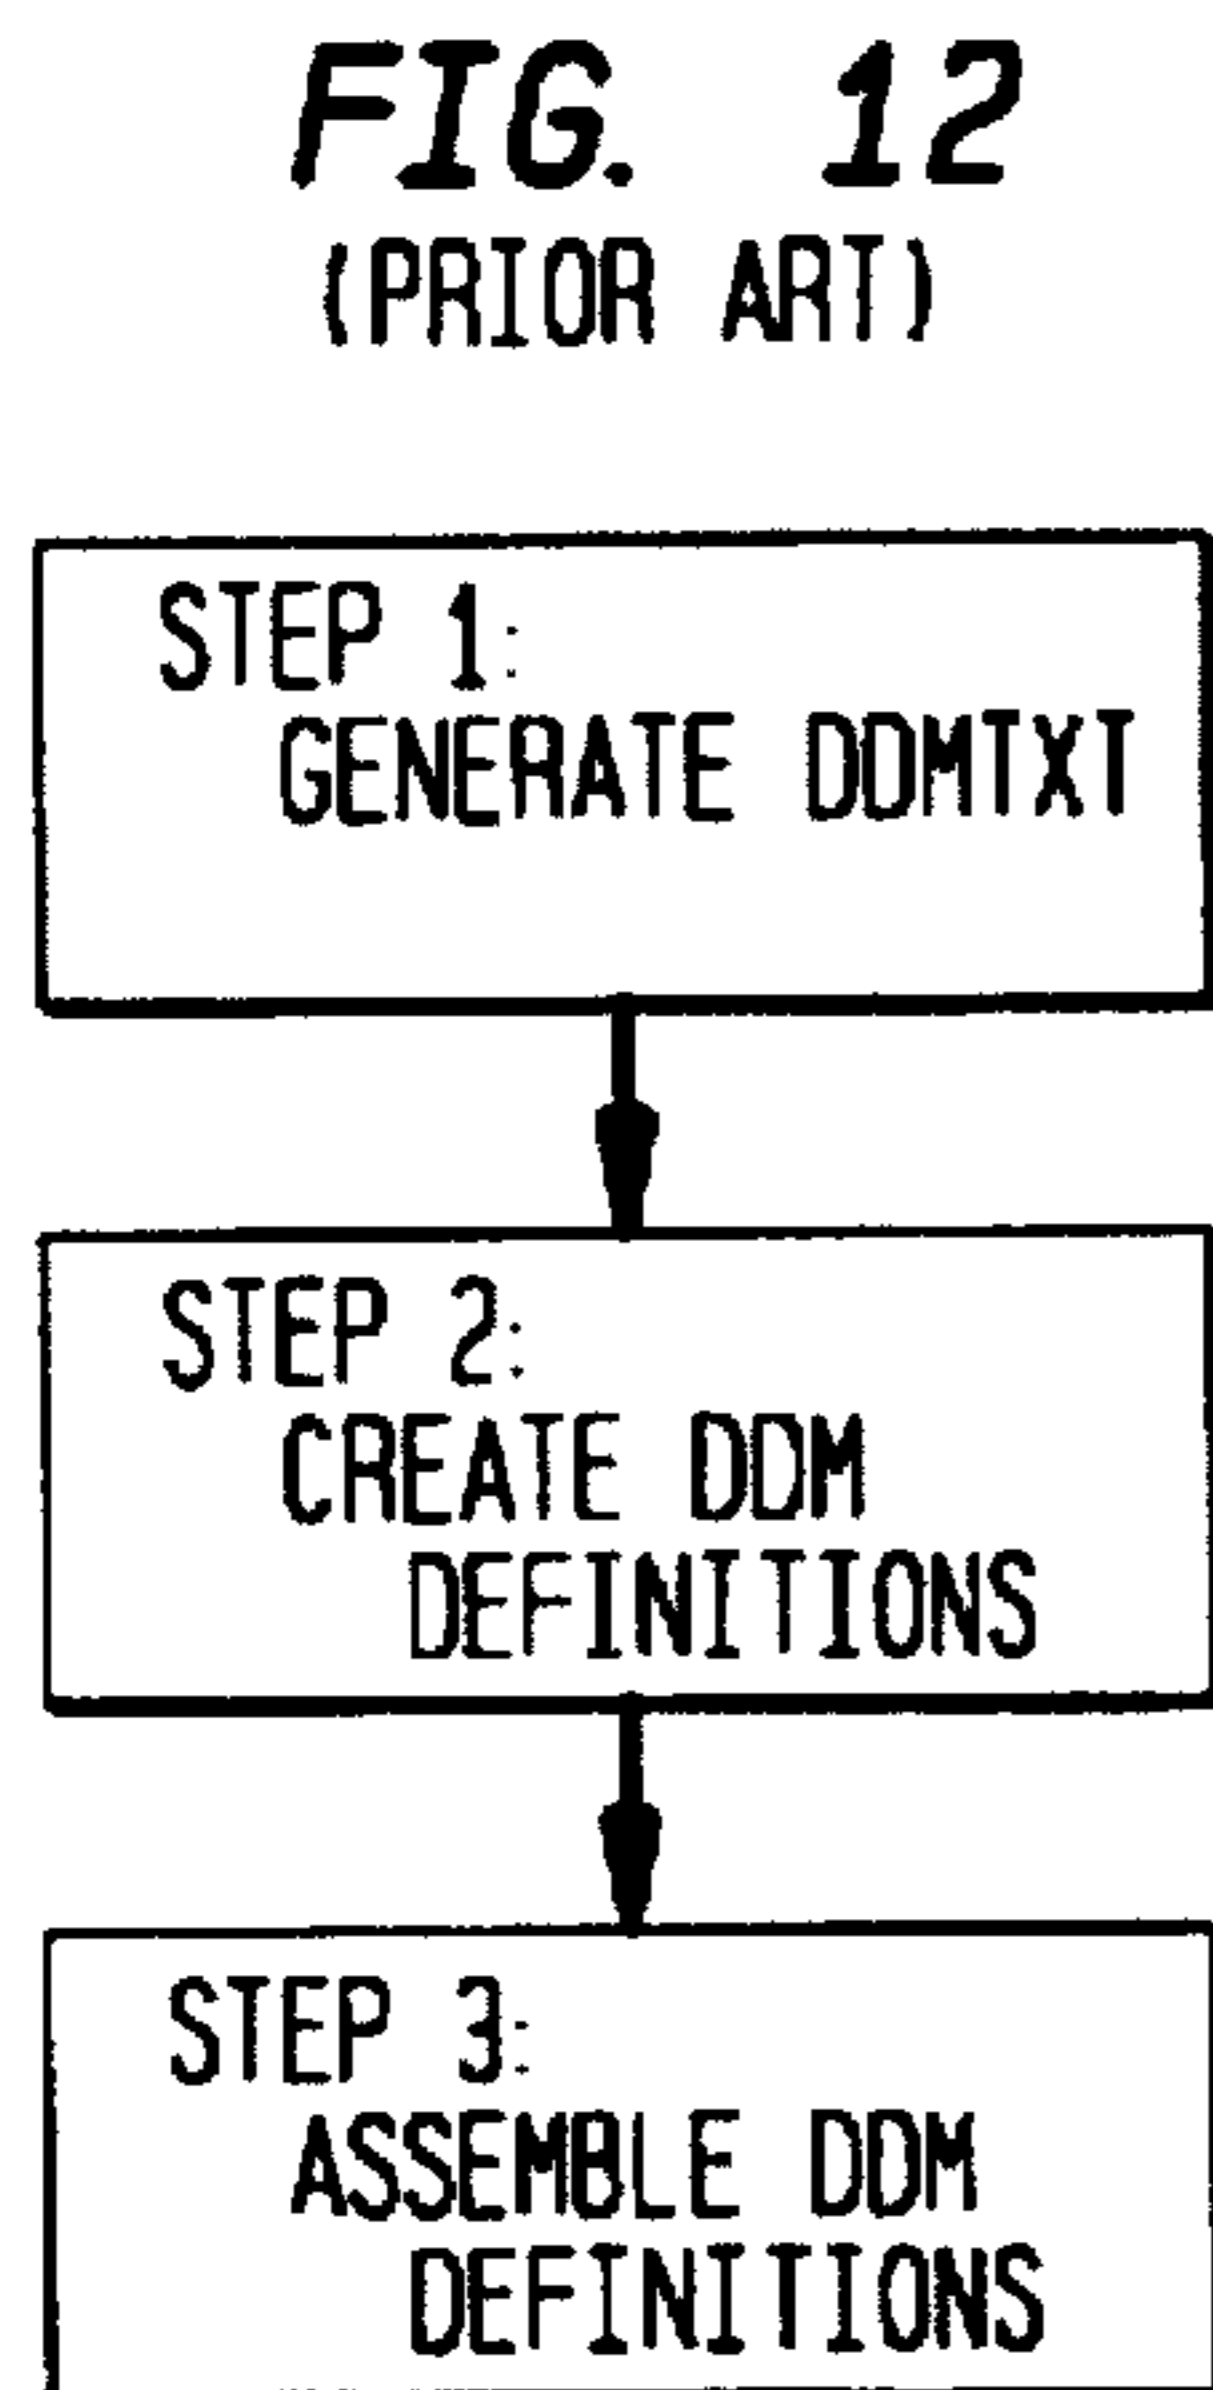 FIG. 12
(PRIOR ART)
STEP 1:
GENERATE DDMTXT
STEP 2:
CREATE DDM
DEFINITIONS
STEP 3:
ASSEMBLE DDM
DEFINITIONS